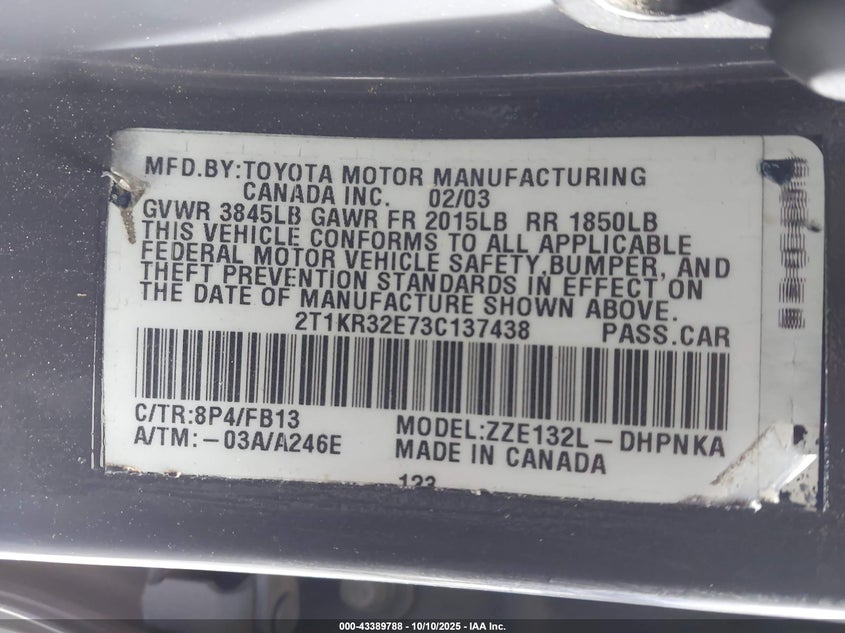 MFD.BY:TOYOTA MOTOR MANUFACTURING
CANADA INC. 02/03
GVWR 3845LB GAWR FR 2015LB RR 1850LB
THIS VEHICLE CONFORMS TO ALL APPLICABLE
FEDERAL MOTOR VEHICLE SAFETY,BUMPER, AND
THEFT PREVENTION STANDARDS IN EFFECT ON
THE DATE OF MANUFACTURE SHOWN ABOVE.
2T1KR32E73C137438 PASS.CAR
C/TR:8P4/FB13 MODEL:ZZE132L-DHPNKA
A/TM:-03A/A246E MADE IN CANADA
123
000-43389788 - 10/10/2025 - IAA Inc.